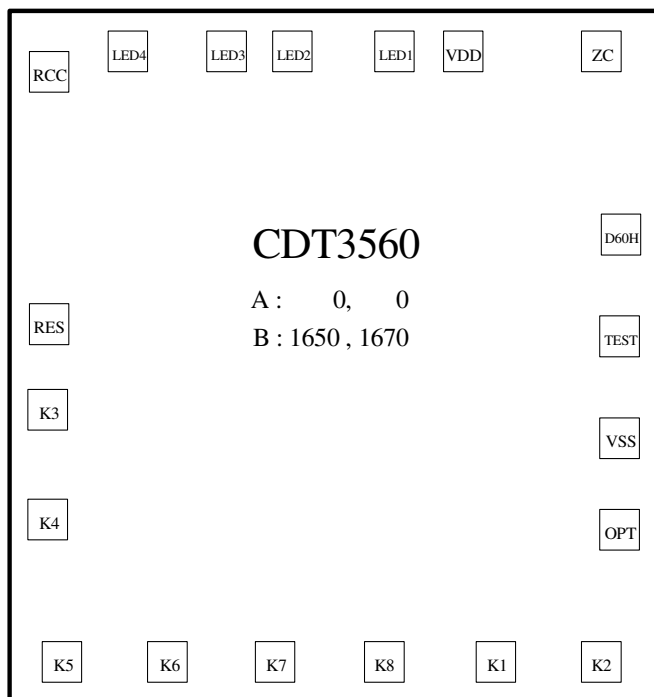 LED4 LED3 LED2 LED1 VDD ZC
RCC
D60H
CDT3560
A : 0, 0
B : 1650 , 1670
RES
TEST
K3
VSS
K4
OPT
K5 K6 K7 K8 K1 K2